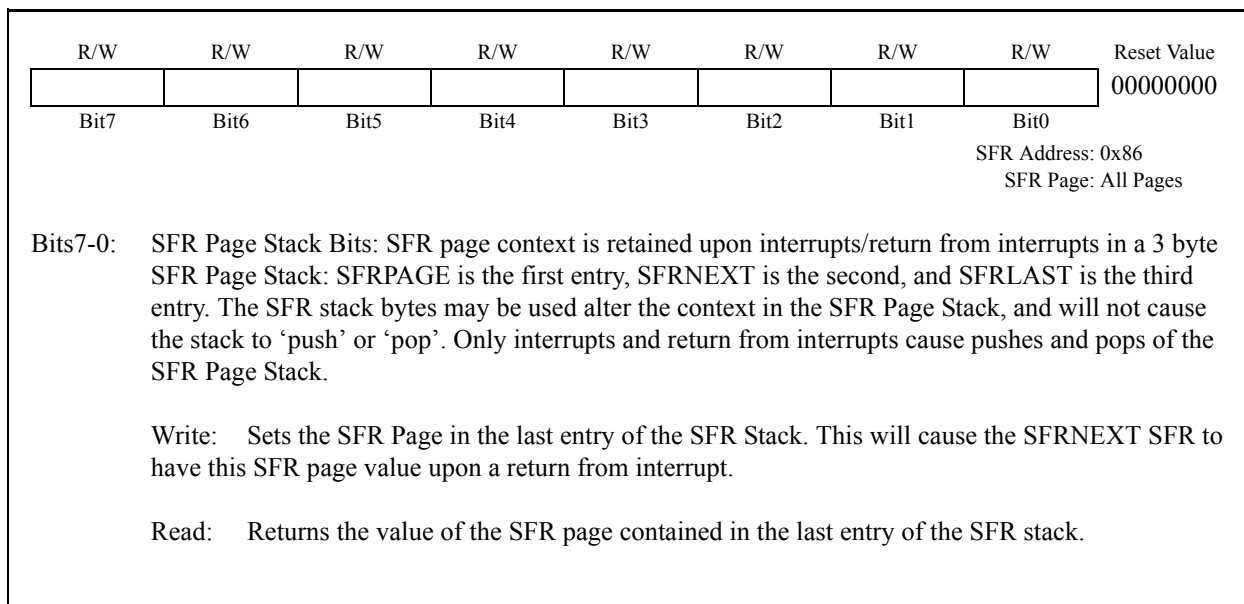 R/W R/W R/W R/W R/W R/W R/W R/W Reset Value
00000000
Bit7 Bit6 Bit5 Bit4 Bit3 Bit2 Bit1 Bit0
SFR Address: 0x86
SFR Page: All Pages
Bits7-0: SFR Page Stack Bits: SFR page context is retained upon interrupts/return from interrupts in a 3 byte
SFR Page Stack: SFRPAGE is the first entry, SFRNEXT is the second, and SFRLAST is the third
entry. The SFR stack bytes may be used alter the context in the SFR Page Stack, and will not cause
the stack to ‘push’ or ‘pop’. Only interrupts and return from interrupts cause pushes and pops of the
SFR Page Stack.
Write: Sets the SFR Page in the last entry of the SFR Stack. This will cause the SFRNEXT SFR to
have this SFR page value upon a return from interrupt.
Read: Returns the value of the SFR page contained in the last entry of the SFR stack.